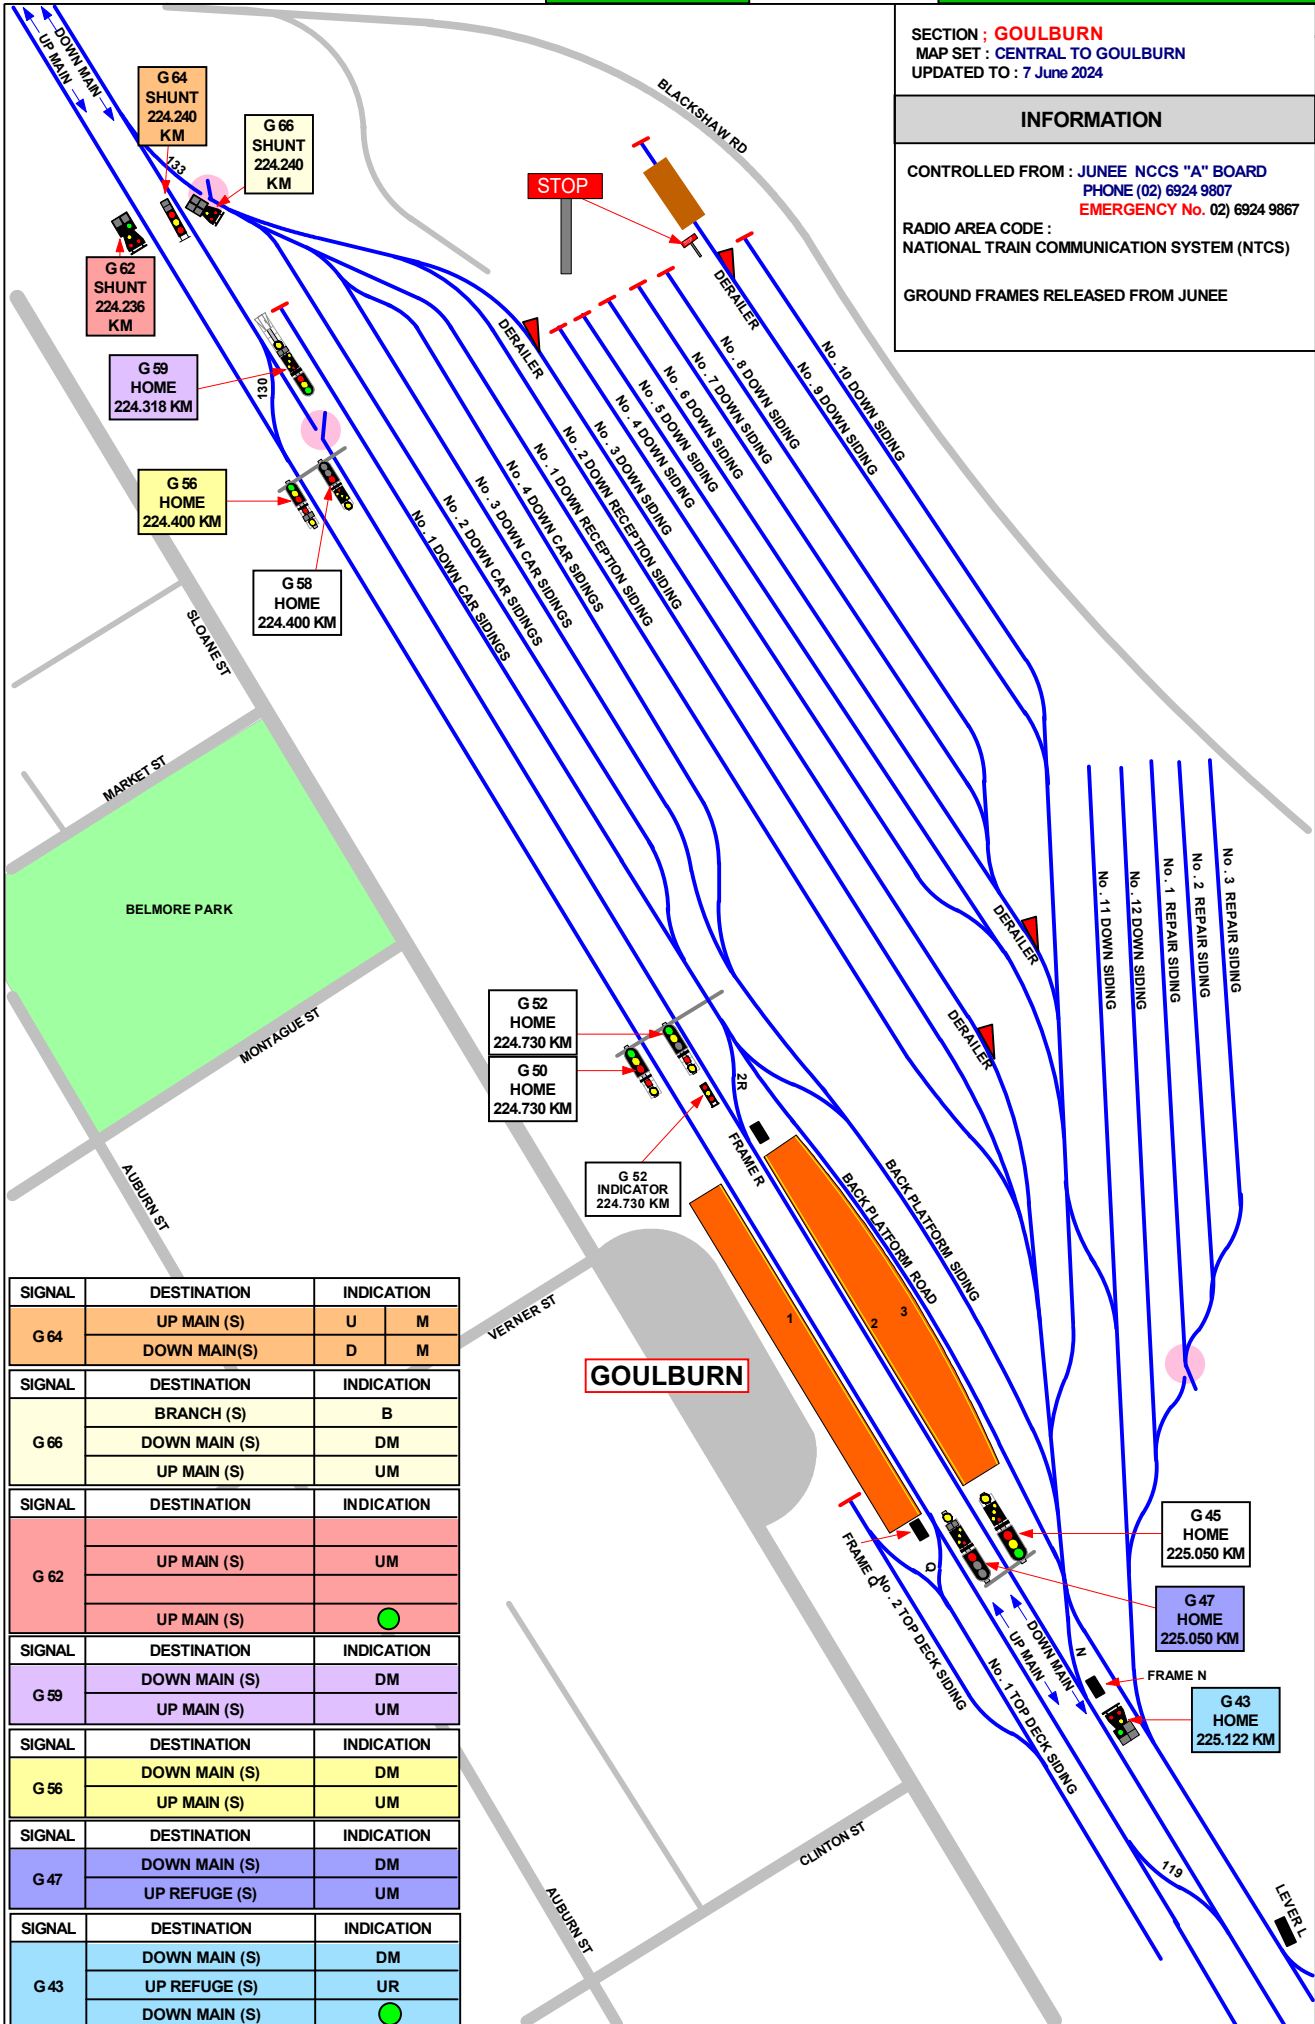 SECTION ; GOULBURN
MAP SET : CENTRAL TO GOULBURN
UPDATED TO : 7 June 2024
INFORMATION
CONTROLLED FROM : JUNEE NCCS "A" BOARD
PHONE (02) 6924 9807
EMERGENCY No. 02) 6924 9867
RADIO AREA CODE :
NATIONAL TRAIN COMMUNICATION SYSTEM (NTCS)
GROUND FRAMES RELEASED FROM JUNEE
UP MAIN
DOWN MAIN
G 64
SHUNT
224.240
KM
G 66
SHUNT
224.240
KM
133
G 62
SHUNT
224.236
KM
G 59
HOME
224.318 KM
130
G 56
HOME
224.400 KM
G 58
HOME
224.400 KM
STOP
BLACKSHAW RD
DERAILER
DERAILER
No . 10 DOWN SIDING
No . 9 DOWN SIDING
No . 8 DOWN SIDING
No . 7 DOWN SIDING
No . 6 DOWN SIDING
No . 5 DOWN SIDING
No . 4 DOWN SIDING
No . 3 DOWN SIDING
No . 2 DOWN RECEPTION SIDING
No . 1 DOWN RECEPTION SIDING
No . 4 DOWN CAR SIDINGS
No . 3 DOWN CAR SIDINGS
No . 2 DOWN CAR SIDINGS
No . 1 DOWN CAR SIDINGS
SLOANE ST
MARKET ST
BELMORE PARK
MONTAGUE ST
AUBURN ST
No . 11 DOWN SIDING
No . 12 DOWN SIDING
No . 1 REPAIR SIDING
No . 2 REPAIR SIDING
No . 3 REPAIR SIDING
DERAILER
DERAILER
G 52
HOME
224.730 KM
G 50
HOME
224.730 KM
G 52
INDICATOR
224.730 KM
2R
FRAME R
BACK PLATFORM ROAD
BACK PLATFORM SIDING
1
2
3
VERNER ST
GOULBURN
FRAME Q
Q
No . 2 TOP DECK SIDING
No . 1 TOP DECK SIDING
UP MAIN
DOWN MAIN
G 45
HOME
225.050 KM
G 47
HOME
225.050 KM
N
FRAME N
G 43
HOME
225.122 KM
119
LEVER L
CLINTON ST
AUBURN ST
SIGNAL DESTINATION INDICATION
G 64
UP MAIN (S) U M
DOWN MAIN(S) D M
SIGNAL DESTINATION INDICATION
G 66
BRANCH (S) B
DOWN MAIN (S) DM
UP MAIN (S) UM
SIGNAL DESTINATION INDICATION
G 62
UP MAIN (S) UM
UP MAIN (S)
SIGNAL DESTINATION INDICATION
G 59
DOWN MAIN (S) DM
UP MAIN (S) UM
SIGNAL DESTINATION INDICATION
G 56
DOWN MAIN (S) DM
UP MAIN (S) UM
SIGNAL DESTINATION INDICATION
G 47
DOWN MAIN (S) DM
UP REFUGE (S) UM
SIGNAL DESTINATION INDICATION
G 43
DOWN MAIN (S) DM
UP REFUGE (S) UR
DOWN MAIN (S)